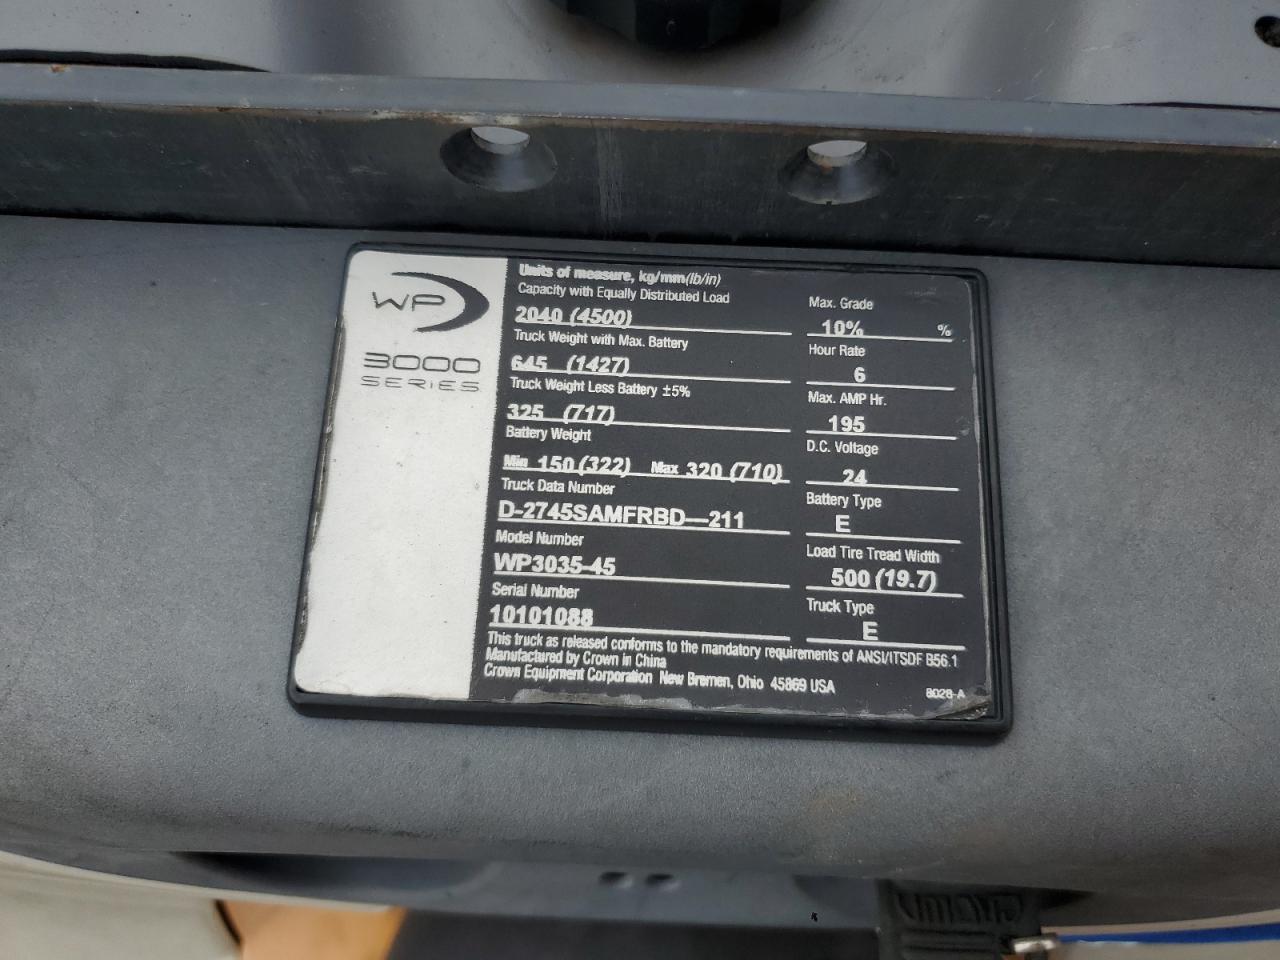 WP
3000
SERIES
Units of measure, kg/mm(lb/in)
Capacity with Equally Distributed Load
2040 (4500)
Truck Weight with Max. Battery
645 (1427)
Truck Weight Less Battery ±5%
325 (717)
Battery Weight
Min 150 (322) Max 320 (710)
Truck Data Number
D-2745SAMFRBD—211
Model Number
WP3035-45
Serial Number
10101088
Max. Grade
10% %
Hour Rate
6
Max. AMP Hr.
195
D.C. Voltage
24
Battery Type
E
Load Tire Tread Width
500 (19.7)
Truck Type
E
This truck as released conforms to the mandatory requirements of ANSI/ITSDF B56.1
Manufactured by Crown in China
Crown Equipment Corporation New Bremen, Ohio 45869 USA
8028-A